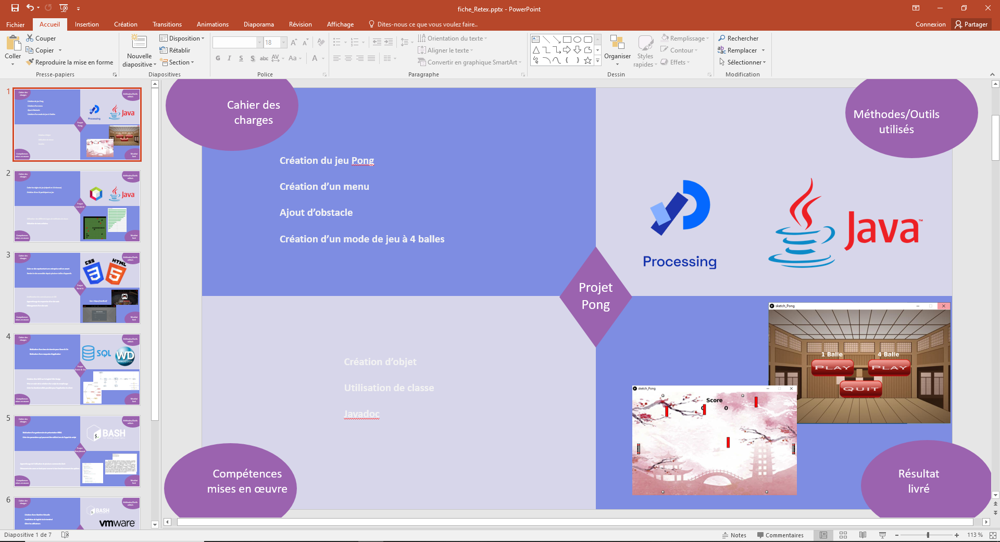 fiche_Retex.pptx - PowerPoint
Fichier
Accueil
Insertion
Création
Transitions
Animations
Diaporama
Révision
Affichage
Dites-nous ce que vous voulez faire..
Connexion
Partager
Coller
Couper
Copier
Reproduire la mise en forme
Presse-papiers
Nouvelle
diapositive
Disposition
Rétablir
Section
Diapositives
18
G I S S abc AV Aa A
Police
Orientation du texte
Aligner le texte
Convertir en graphique SmartArt
Paragraphe
Organiser
Styles
rapides
Remplissage
Contour
Effets
Dessin
Rechercher
Remplacer
Sélectionner
Modification
1
2
3
4
5
6
Cahier des
charges
Méthodes/Outils
utilisés
Création du jeu Pong
Création d’un menu
Ajout d’obstacle
Création d’un mode de jeu à 4 balles
Processing
Java™
Projet
Pong
Création d’objet
Utilisation de classe
Javadoc
sketch_Pong
1 Balle
4 Balle
PLAY
PLAY
QUIT
sketch_Pong
Score
0
Compétences
mises en œuvre
Résultat
livré
Diapositive 1 de 7
Notes
Commentaires
113 %